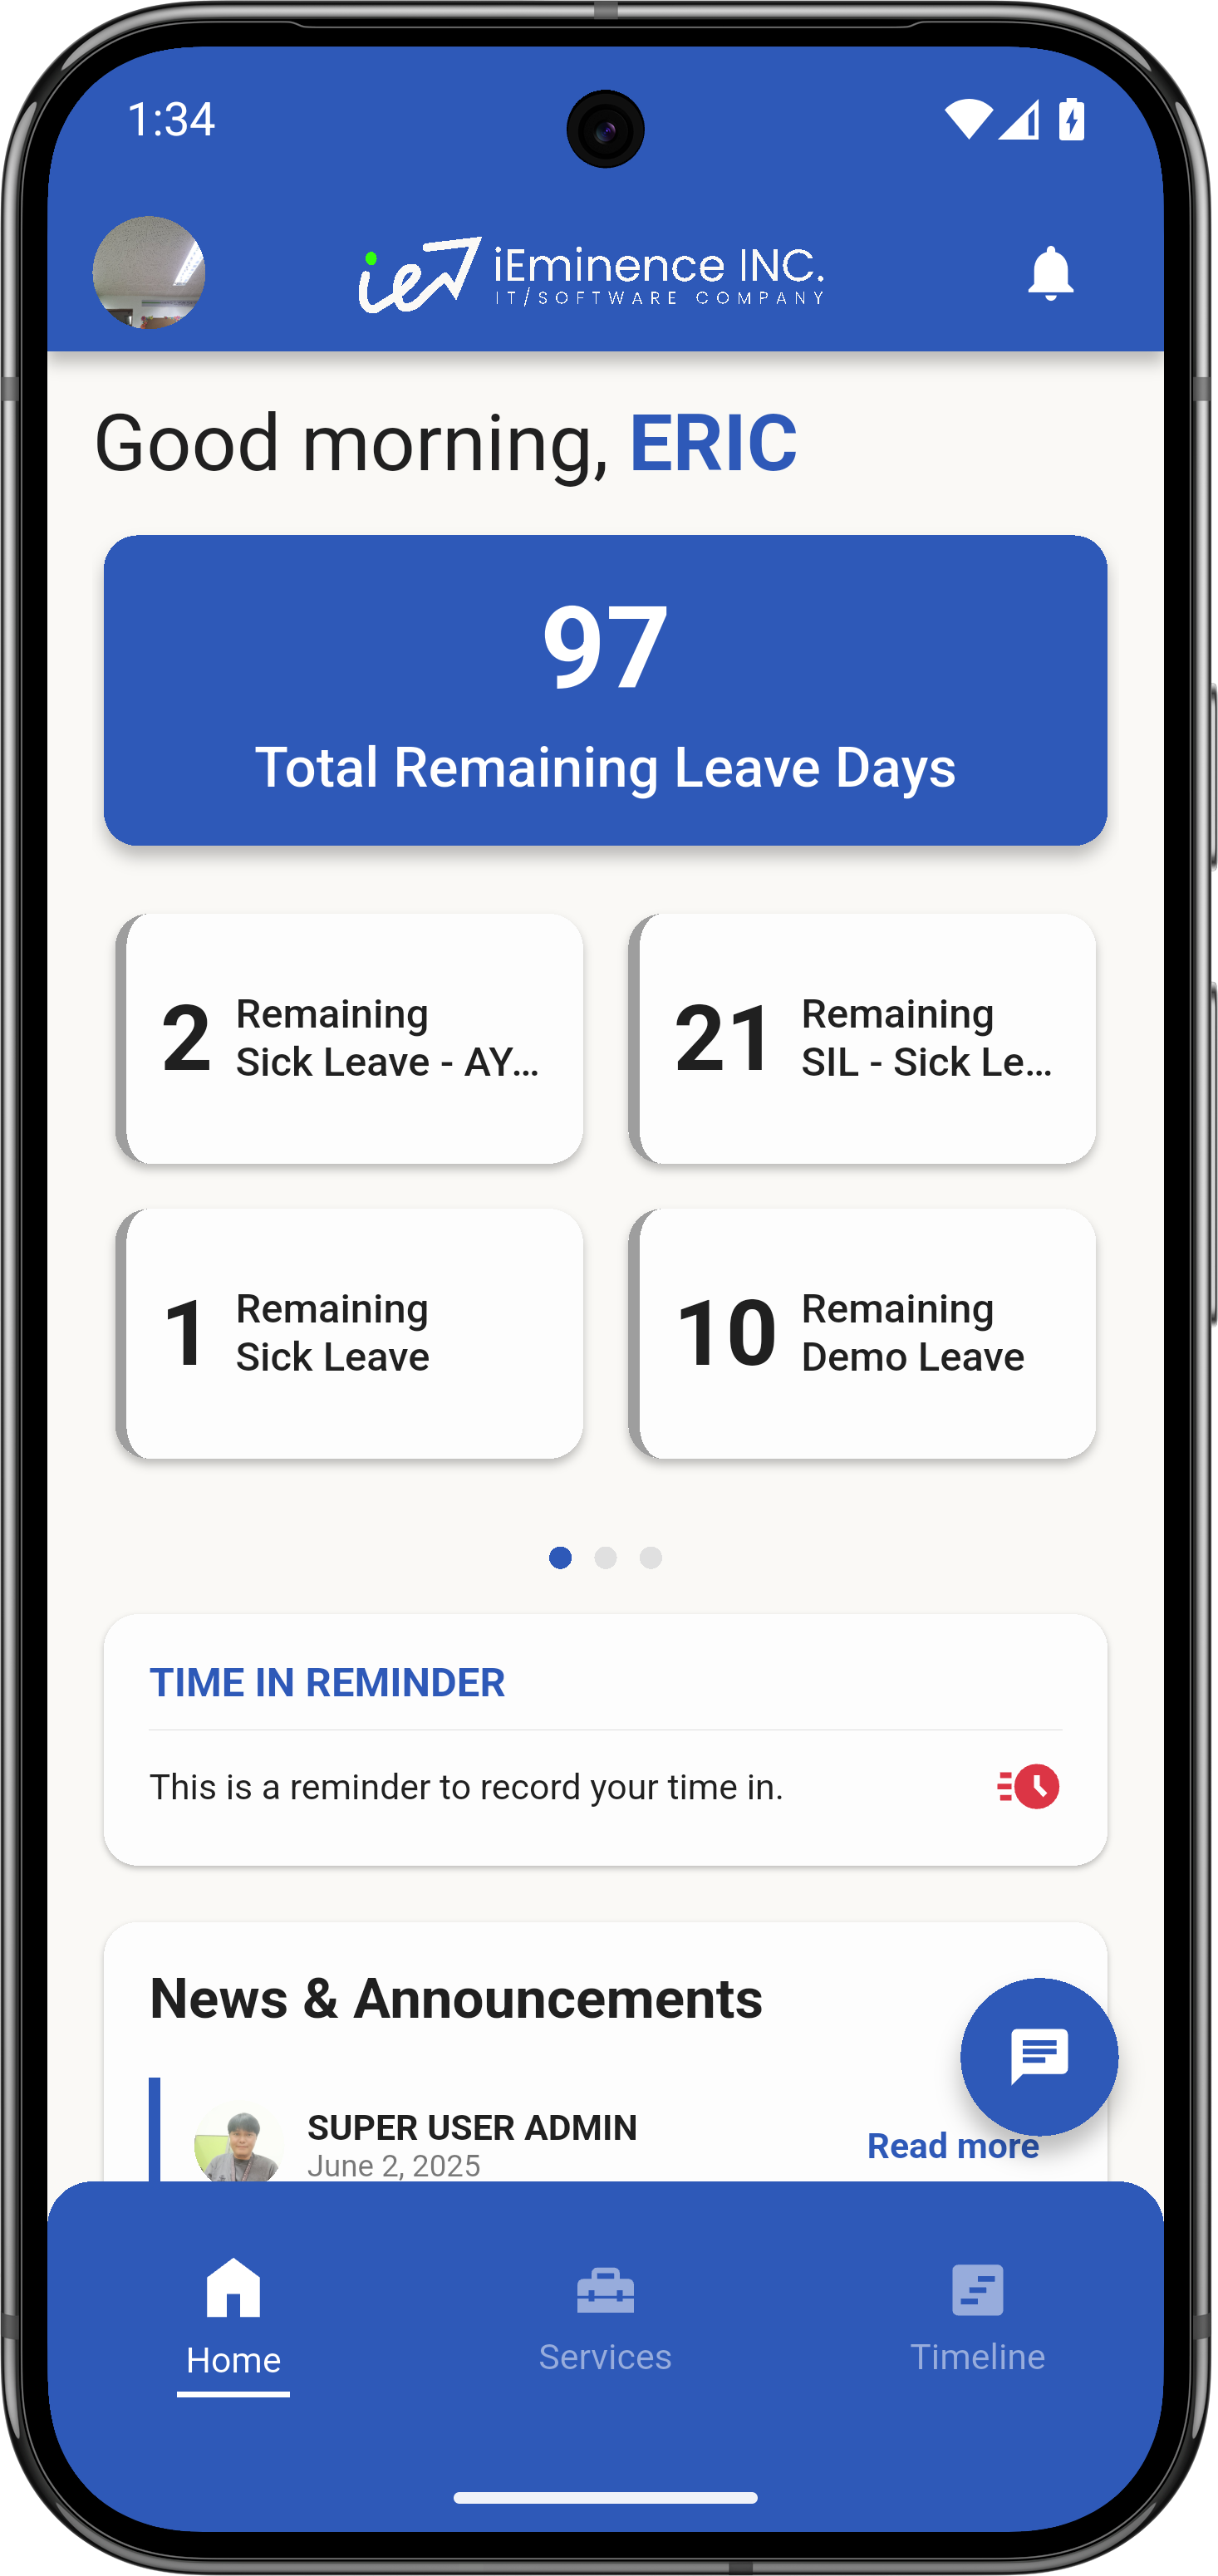 1:34
iEminence INC.
IT/SOFTWARE COMPANY
Good morning, ERIC
97
Total Remaining Leave Days
2 Remaining
Sick Leave - AY...
21 Remaining
SIL - Sick Le...
1 Remaining
Sick Leave
10 Remaining
Demo Leave
TIME IN REMINDER
This is a reminder to record your time in.
News & Announcements
SUPER USER ADMIN
June 2, 2025
Read more
Home
Services
Timeline